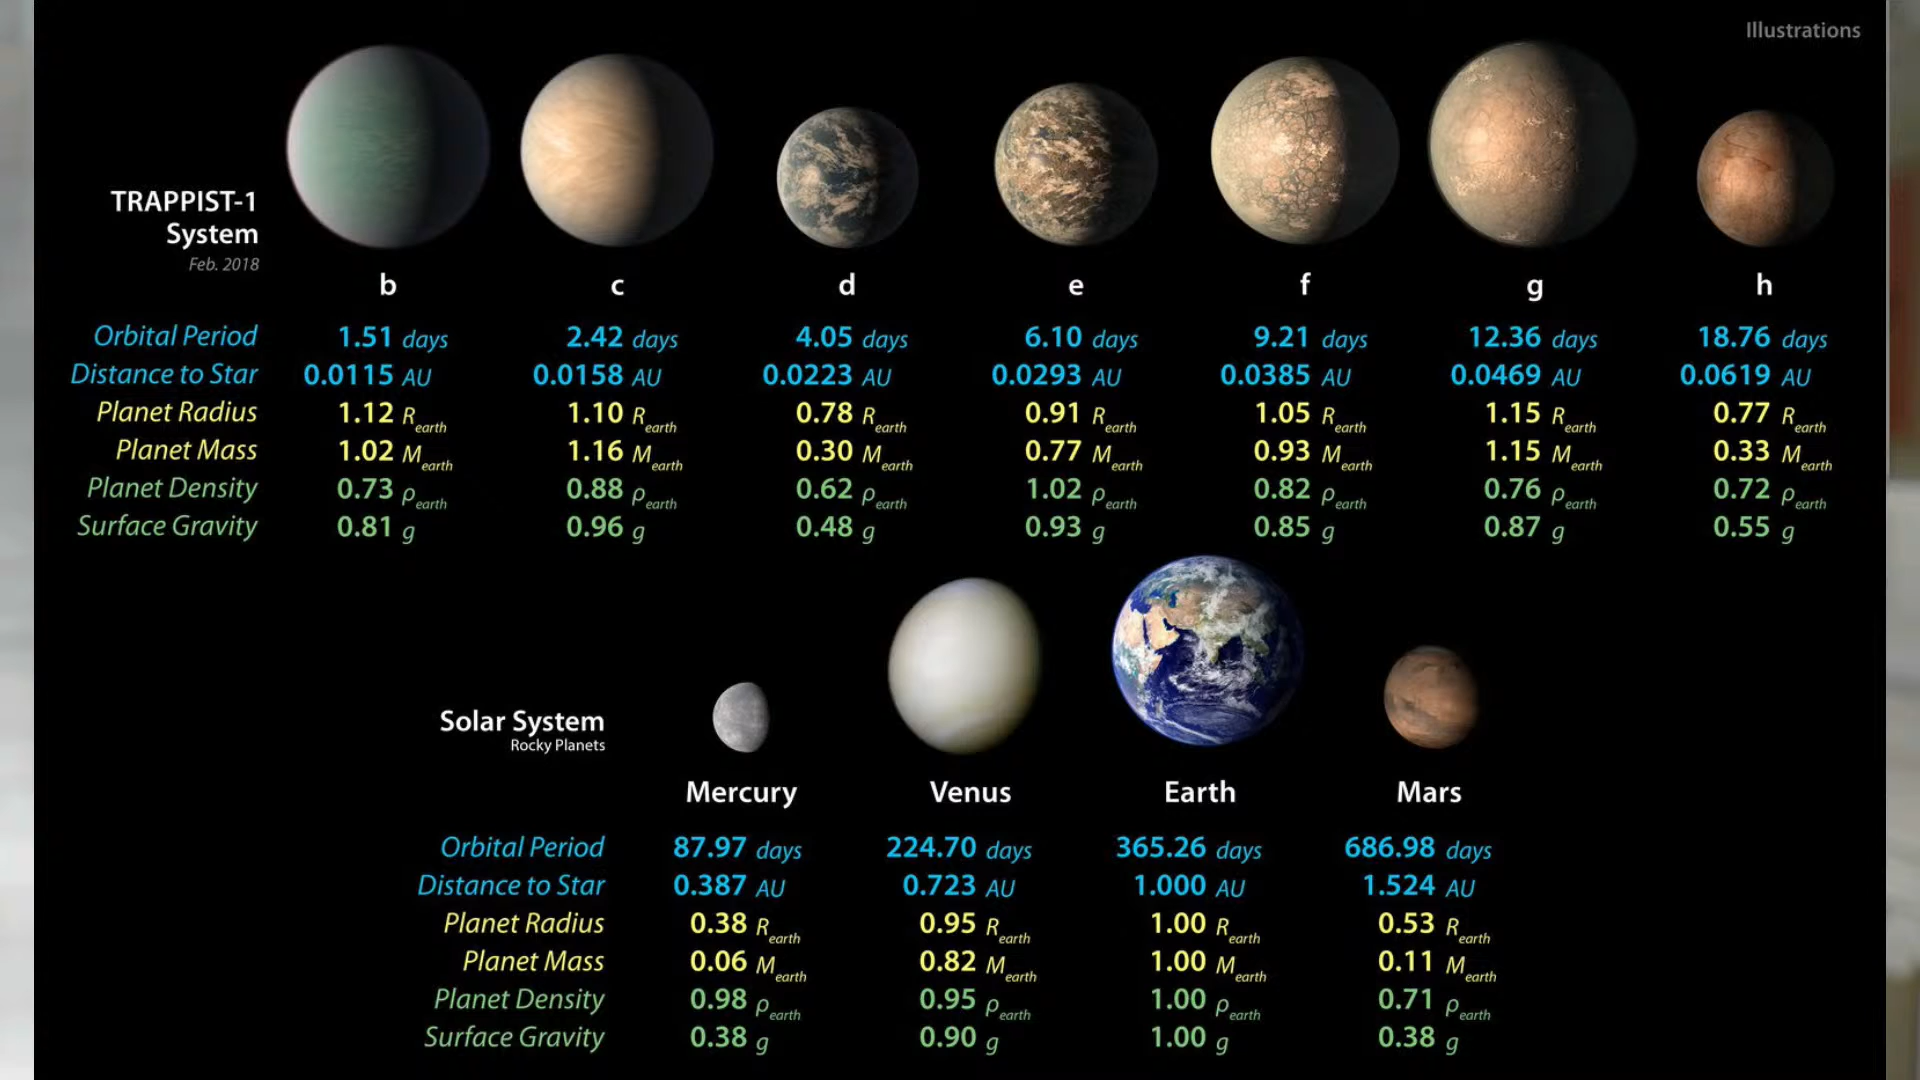 Illustrations
TRAPPIST-1
System
Feb. 2018
b c d e f g h
Orbital Period 1.51 days 2.42 days 4.05 days 6.10 days 9.21 days 12.36 days 18.76 days
Distance to Star 0.0115 AU 0.0158 AU 0.0223 AU 0.0293 AU 0.0385 AU 0.0469 AU 0.0619 AU
Planet Radius 1.12 Rearth 1.10 Rearth 0.78 Rearth 0.91 Rearth 1.05 Rearth 1.15 Rearth 0.77 Rearth
Planet Mass 1.02 Mearth 1.16 Mearth 0.30 Mearth 0.77 Mearth 0.93 Mearth 1.15 Mearth 0.33 Mearth
Planet Density 0.73 ρearth 0.88 ρearth 0.62 ρearth 1.02 ρearth 0.82 ρearth 0.76 ρearth 0.72 ρearth
Surface Gravity 0.81 g 0.96 g 0.48 g 0.93 g 0.85 g 0.87 g 0.55 g
Solar System
Rocky Planets
Mercury Venus Earth Mars
Orbital Period 87.97 days 224.70 days 365.26 days 686.98 days
Distance to Star 0.387 AU 0.723 AU 1.000 AU 1.524 AU
Planet Radius 0.38 Rearth 0.95 Rearth 1.00 Rearth 0.53 Rearth
Planet Mass 0.06 Mearth 0.82 Mearth 1.00 Mearth 0.11 Mearth
Planet Density 0.98 ρearth 0.95 ρearth 1.00 ρearth 0.71 ρearth
Surface Gravity 0.38 g 0.90 g 1.00 g 0.38 g